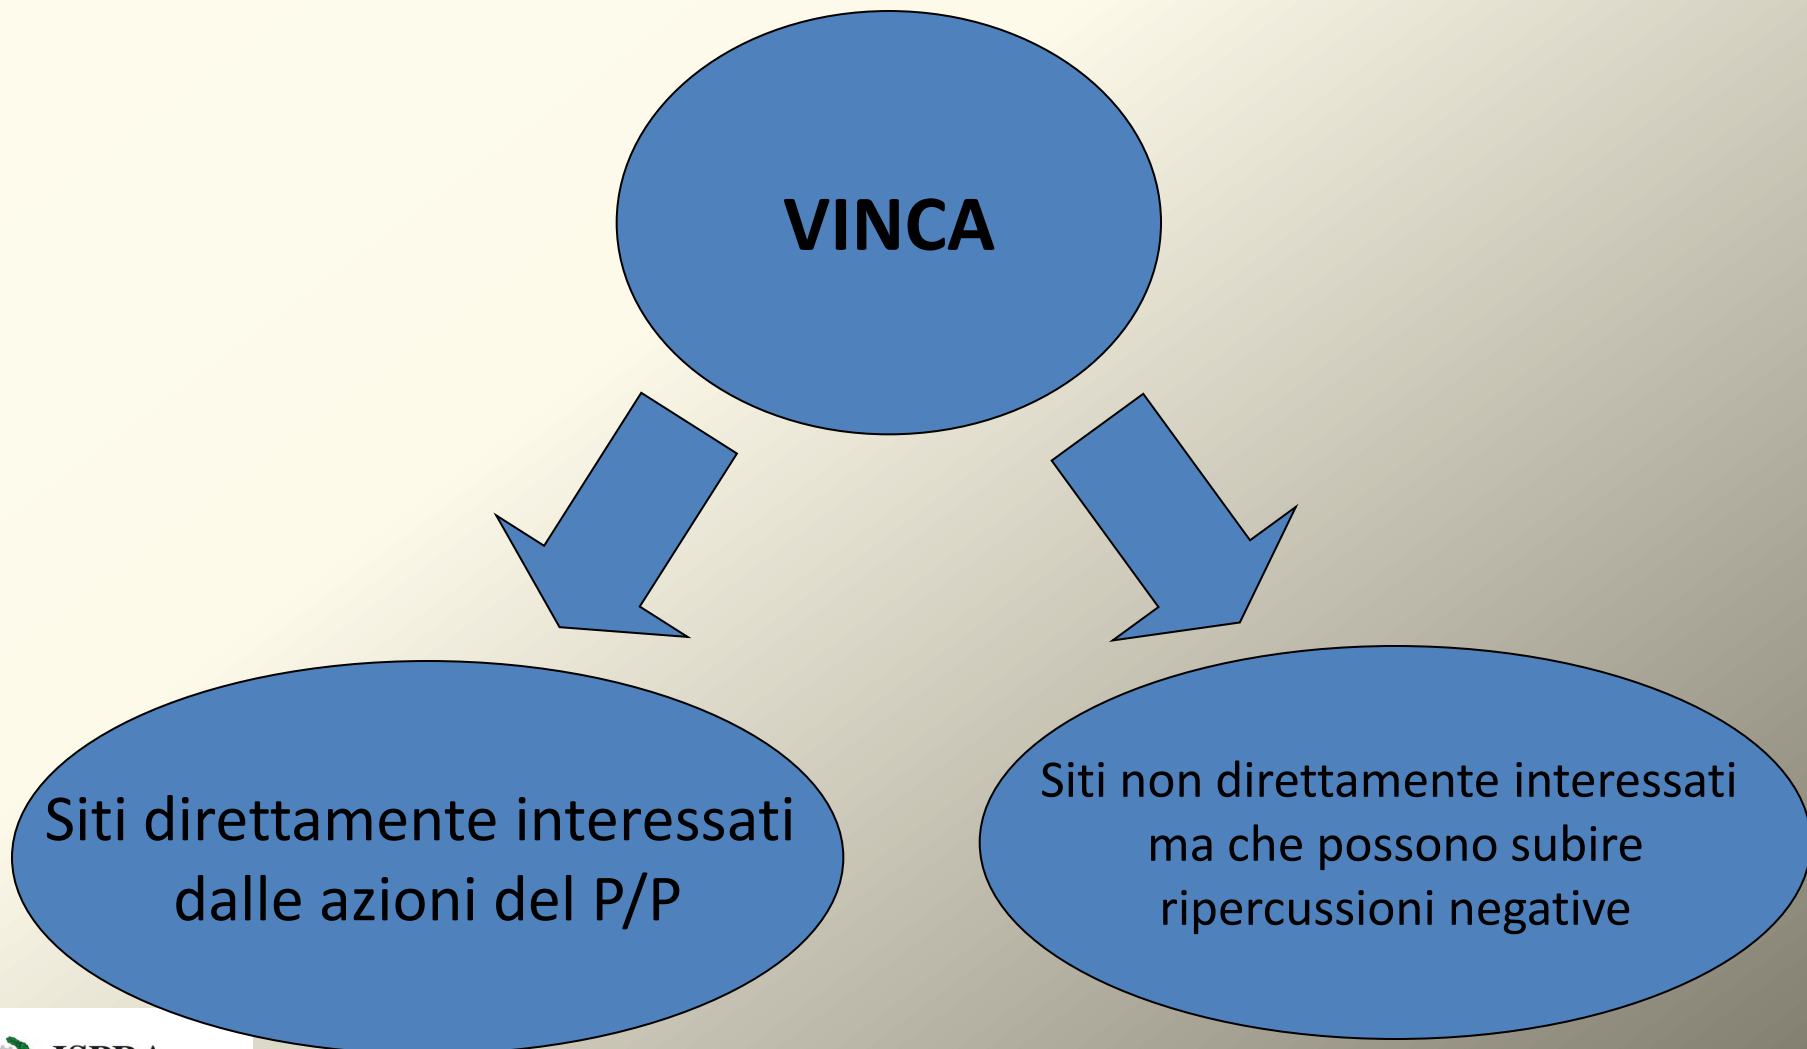 VINCA
Siti direttamente interessati
dalle azioni del P/P
Siti non direttamente interessati
ma che possono subire
ripercussioni negative